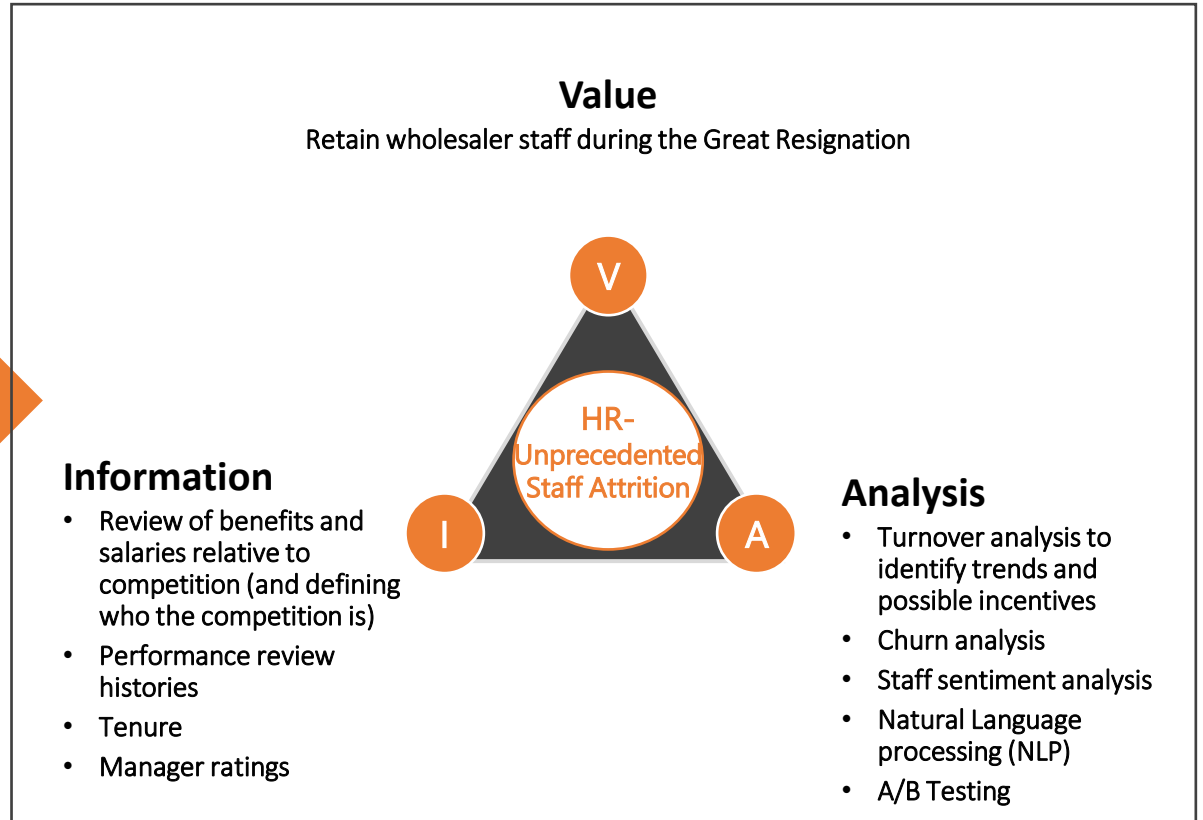 Value
Retain wholesaler staff during the Great Resignation
V
HR-
Unprecedented
Staff Attrition
I
A
Information
• Review of benefits and
salaries relative to
competition (and defining
who the competition is)
• Performance review
histories
• Tenure
• Manager ratings
Analysis
• Turnover analysis to
identify trends and
possible incentives
• Churn analysis
• Staff sentiment analysis
• Natural Language
processing (NLP)
• A/B Testing